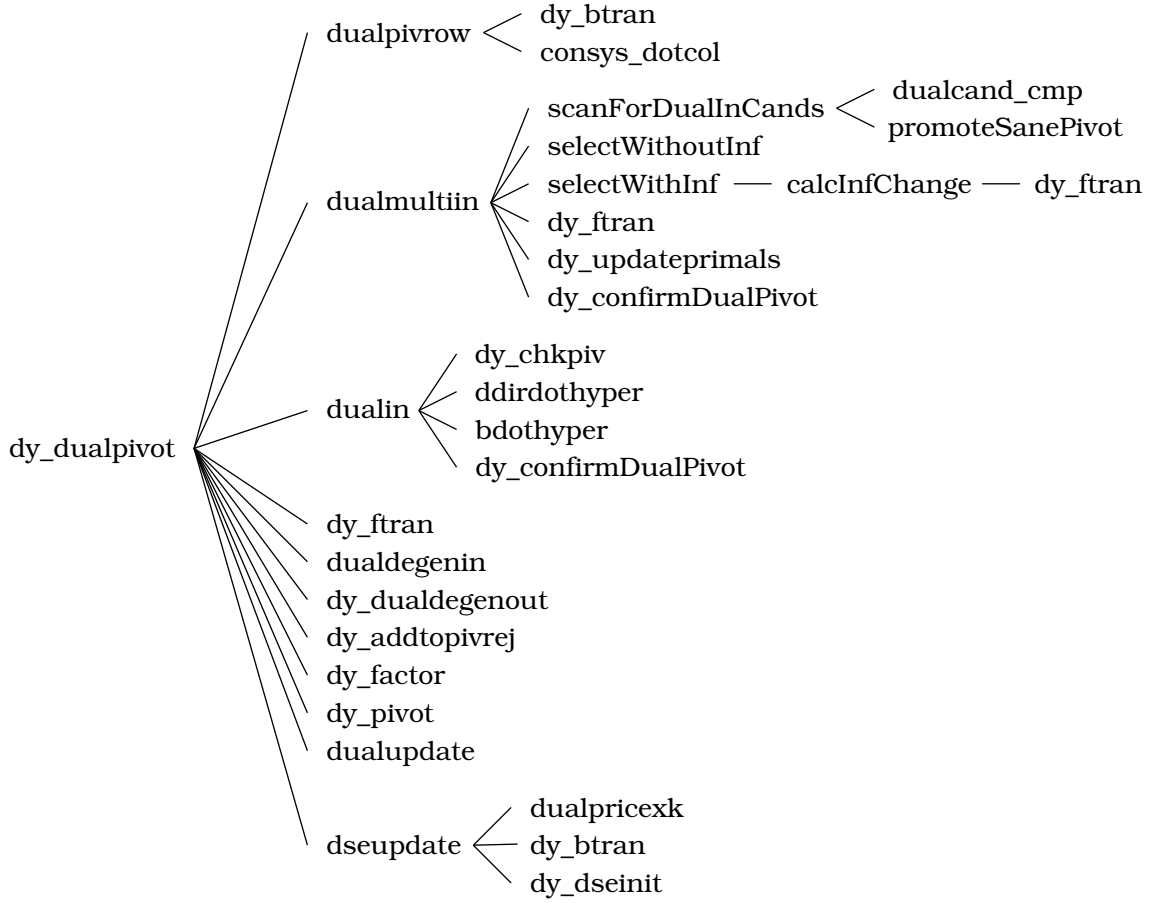 dy_dualpivot
dualpivrow
dy_btran
consys_dotcol
dualmultiin
scanForDualInCands
dualcand_cmp
promoteSanePivot
selectWithoutInf
selectWithInf
calcInfChange
dy_ftran
dy_ftran
dy_updateprimals
dy_confirmDualPivot
dualin
dy_chkpiv
ddirdothyper
bdothyper
dy_confirmDualPivot
dy_ftran
dualdegenin
dy_dualdegenout
dy_addtopivrej
dy_factor
dy_pivot
dualupdate
dseupdate
dualpricexk
dy_btran
dy_dseinit